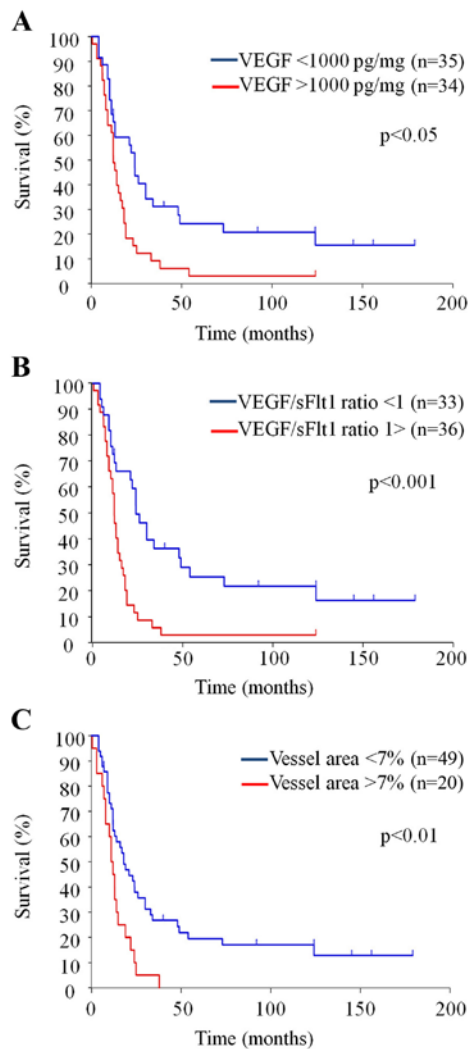 A
100
90
80
70
60
50
40
30
20
10
0
Survival (%)
VEGF <1000 pg/mg (n=35)
VEGF >1000 pg/mg (n=34)
p<0.05
0 50 100 150 200
Time (months)
B
100
90
80
70
60
50
40
30
20
10
0
Survival (%)
VEGF/sFlt1 ratio <1 (n=33)
VEGF/sFlt1 ratio 1> (n=36)
p<0.001
0 50 100 150 200
Time (months)
C
100
90
80
70
60
50
40
30
20
10
0
Survival (%)
Vessel area <7% (n=49)
Vessel area >7% (n=20)
p<0.01
0 50 100 150 200
Time (months)